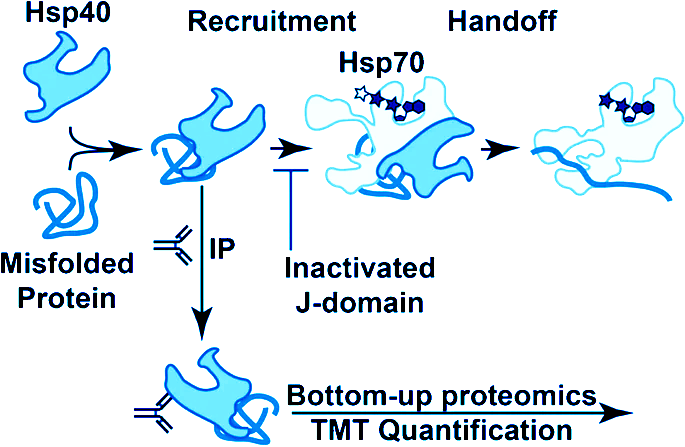 Hsp40
Recruitment
Handoff
Hsp70
Misfolded
Protein
IP
Inactivated
J-domain
Bottom-up proteomics
TMT Quantification